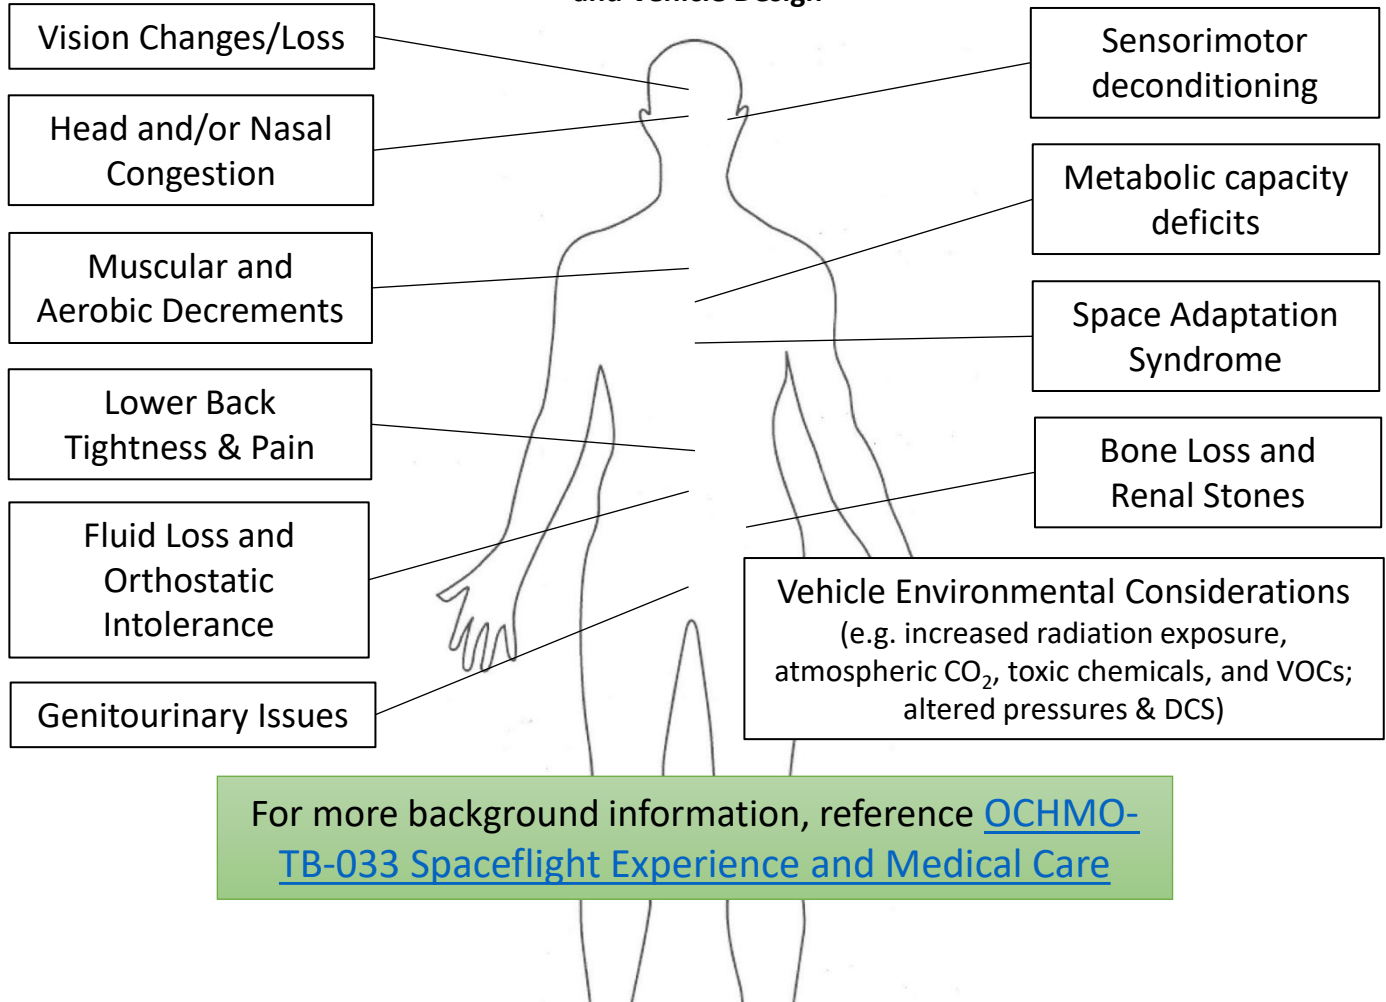 and Vehicle Design
Vision Changes/Loss
Head and/or Nasal
Congestion
Muscular and
Aerobic Decrements
Lower Back
Tightness & Pain
Fluid Loss and
Orthostatic
Intolerance
Genitourinary Issues
Sensorimotor
deconditioning
Metabolic capacity
deficits
Space Adaptation
Syndrome
Bone Loss and
Renal Stones
Vehicle Environmental Considerations
(e.g. increased radiation exposure,
atmospheric CO₂, toxic chemicals, and VOCs;
altered pressures & DCS)
For more background information, reference OCHMO-
TB-033 Spaceflight Experience and Medical Care